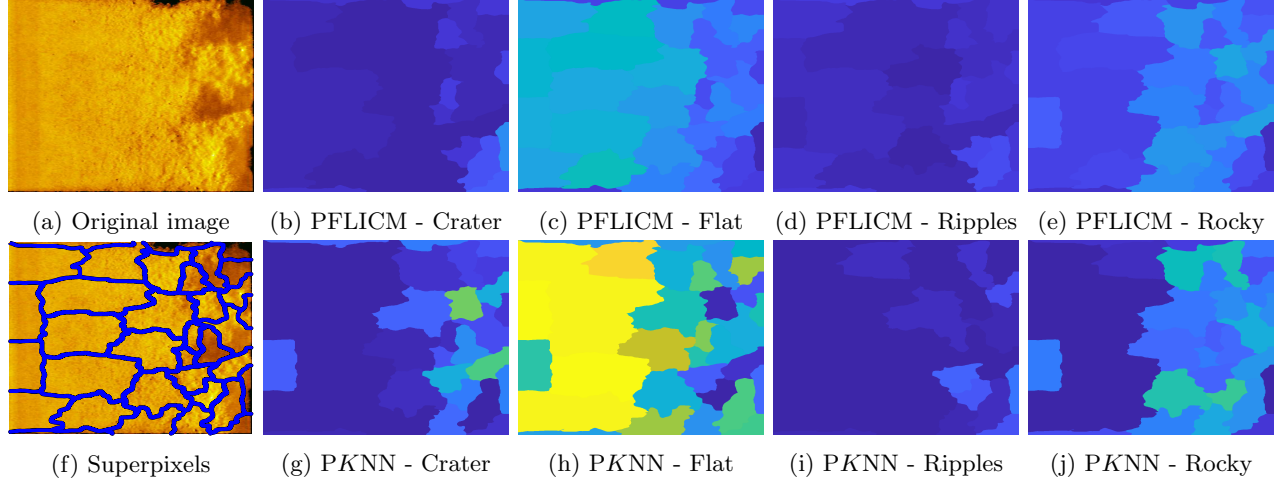 (a) Original image
(b) PFLICM - Crater
(c) PFLICM - Flat
(d) PFLICM - Ripples
(e) PFLICM - Rocky
(f) Superpixels
(g) PKNN - Crater
(h) PKNN - Flat
(i) PKNN - Ripples
(j) PKNN - Rocky